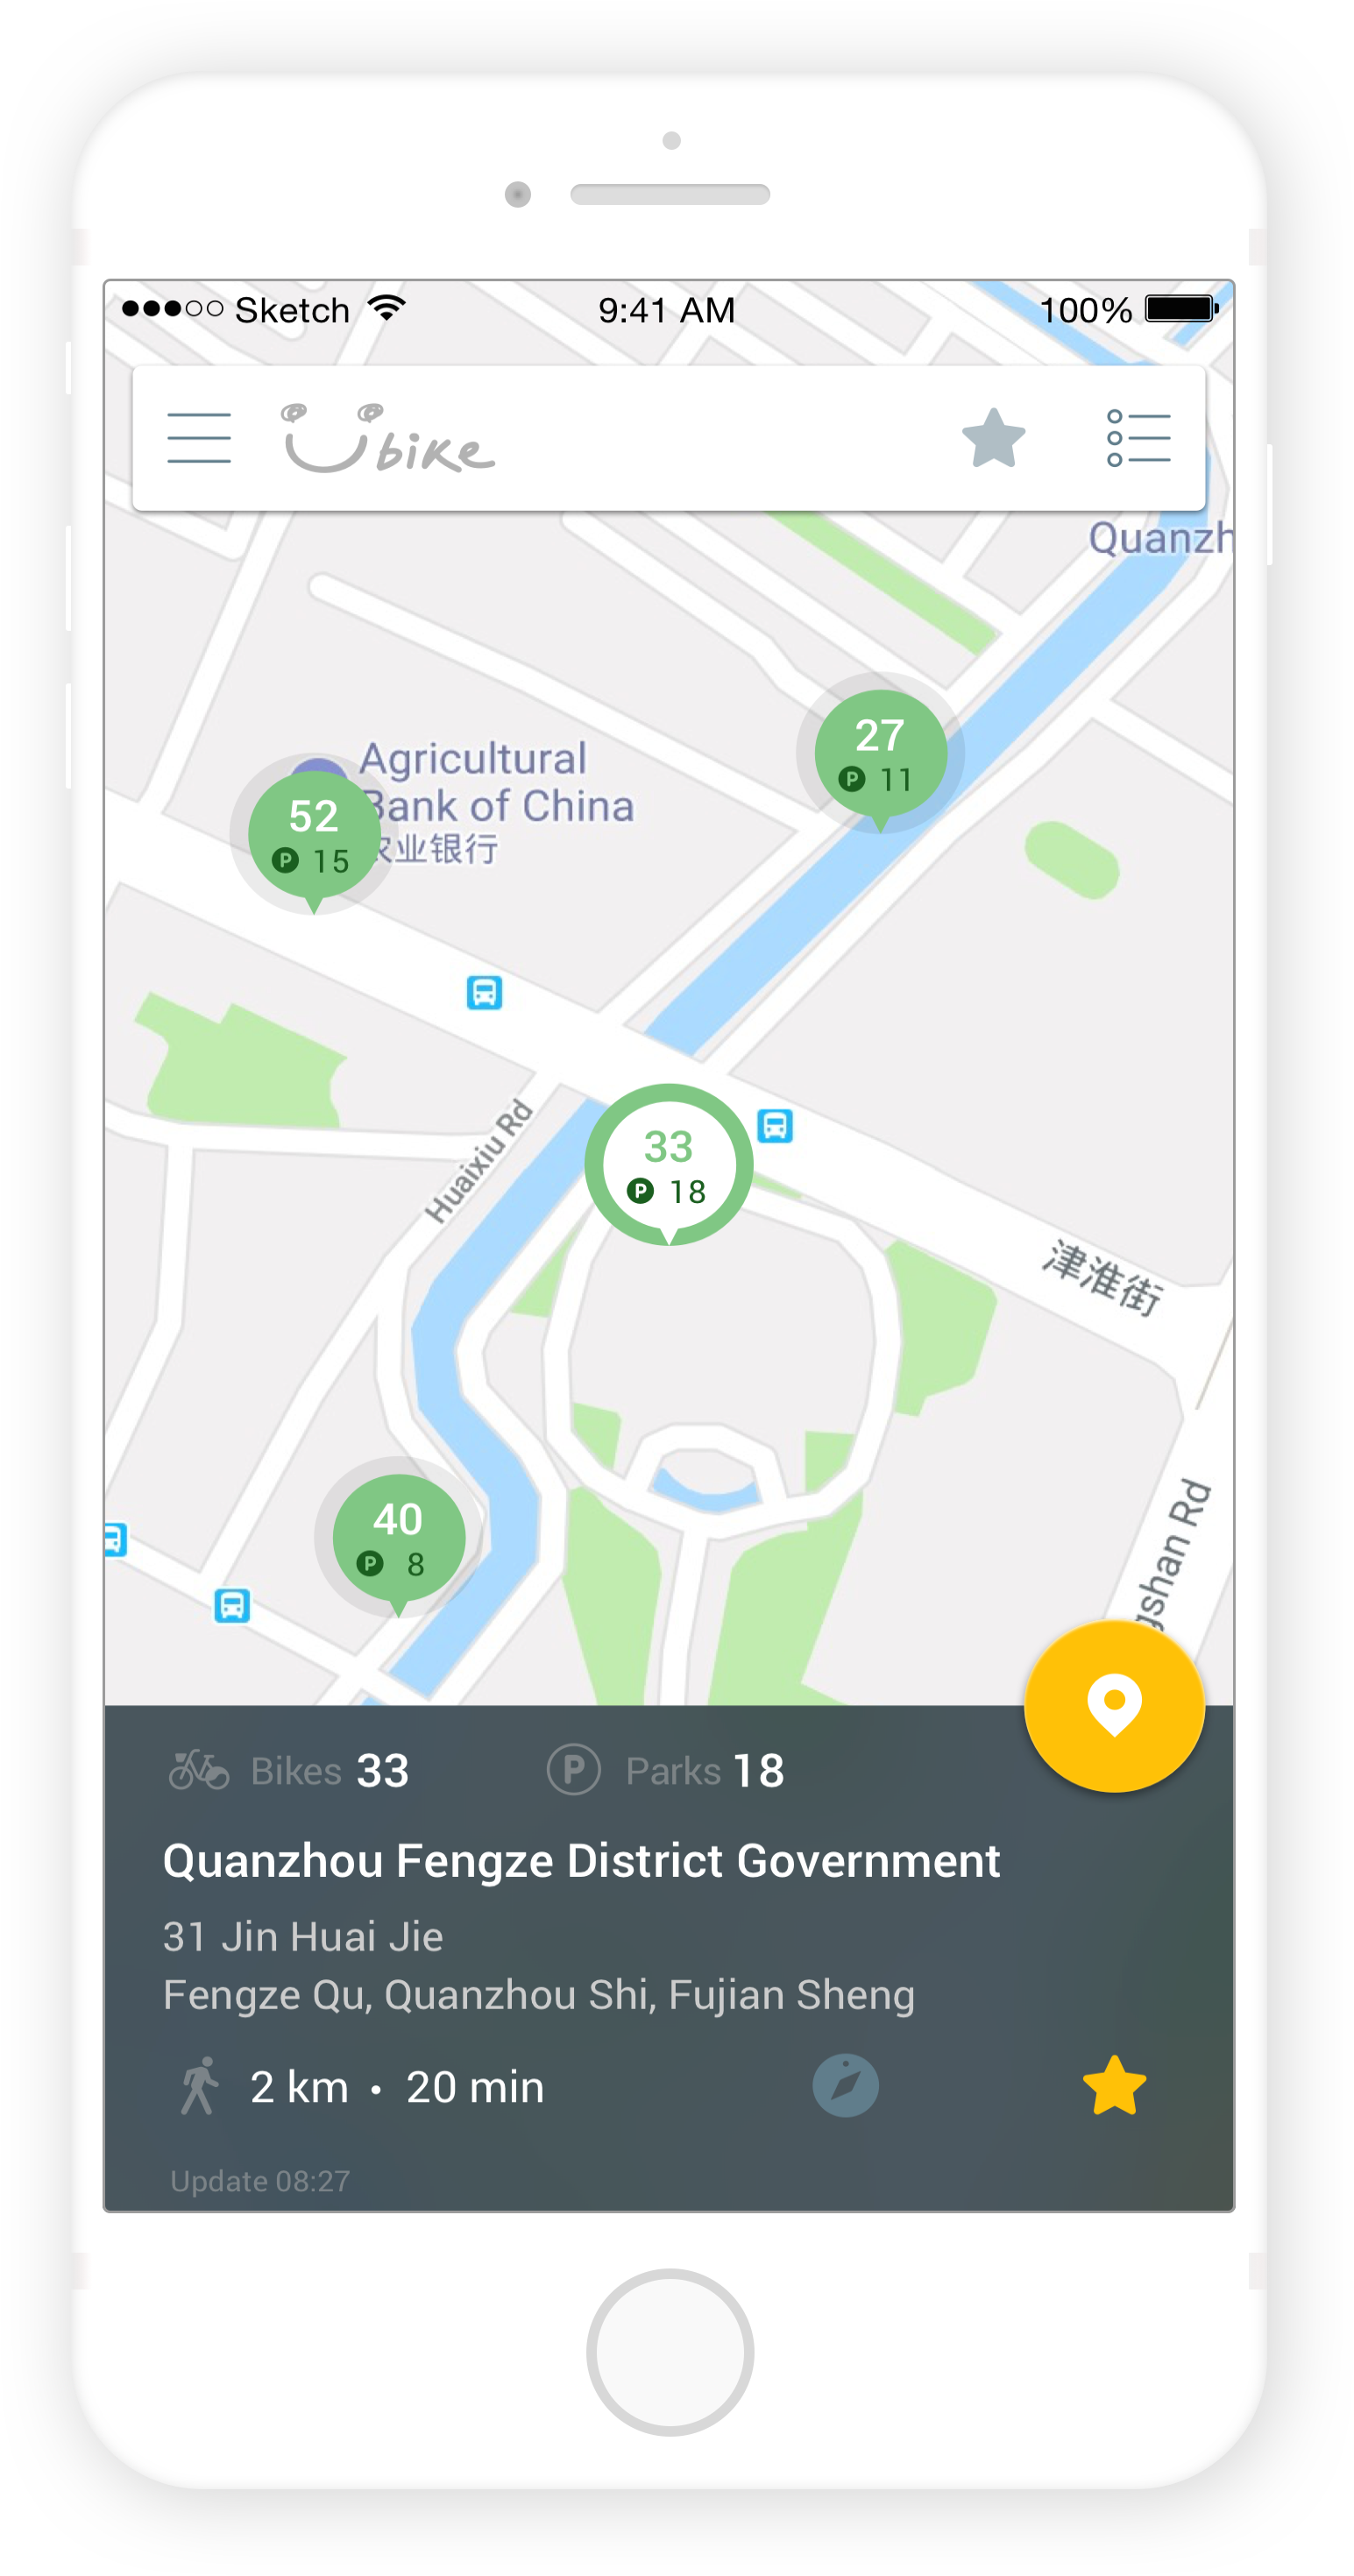 Sketch 9:41 AM 100%
Ubike
Quanzh
27
P 11
Agricultural
Bank of China
农业银行
52
P 15
Huaixiu Rd
33
P 18
津淮街
40
P 8
gshan Rd
Bikes 33 P Parks 18
Quanzhou Fengze District Government
31 Jin Huai Jie
Fengze Qu, Quanzhou Shi, Fujian Sheng
2 km • 20 min
Update 08:27